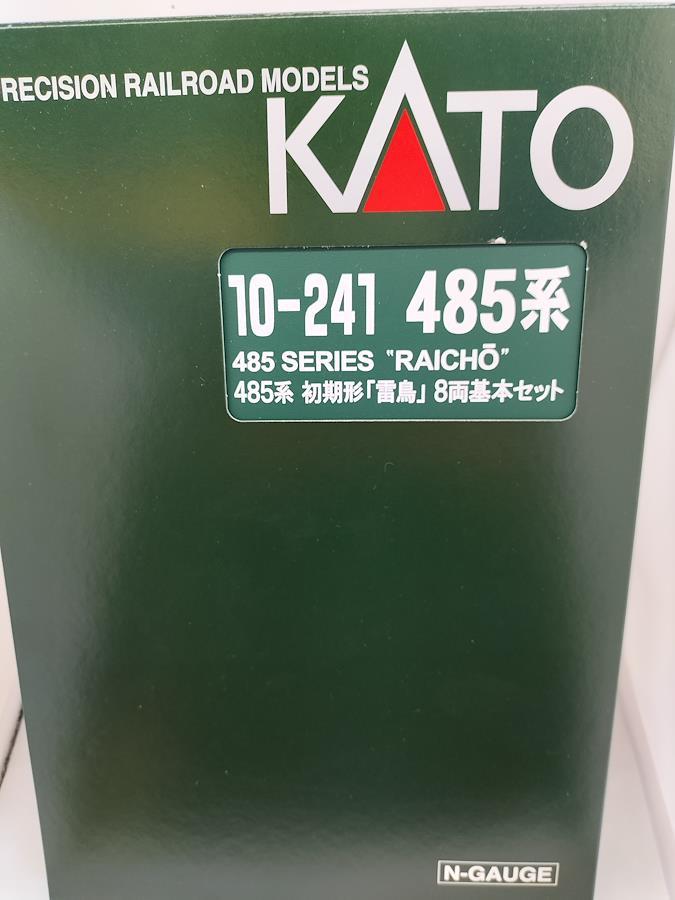 RECISION RAILROAD MODELS
KATO
10-241 485系
485 SERIES "RAICHŌ"
485系 初期形「雷鳥」 8両基本セット
N-GAUGE